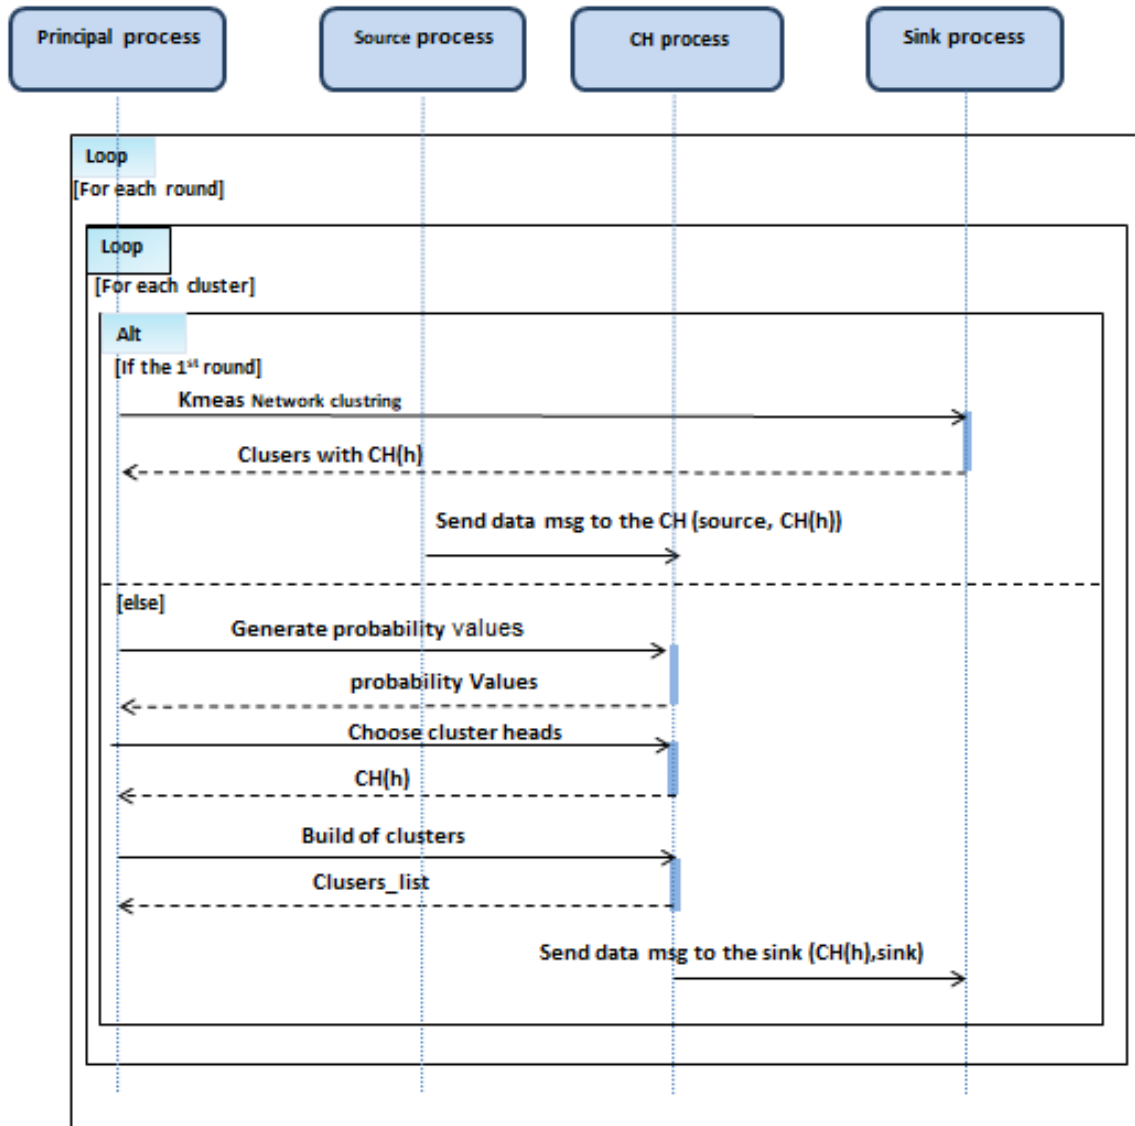 Principal process
Source process
CH process
Sink process
Loop
[For each round]
Loop
[For each cluster]
Alt
[If the 1st round]
Kmeas Network clustring
Clusers with CH(h)
Send data msg to the CH (source, CH(h))
[else]
Generate probability values
probability Values
Choose cluster heads
CH(h)
Build of clusters
Clusers_list
Send data msg to the sink (CH(h),sink)